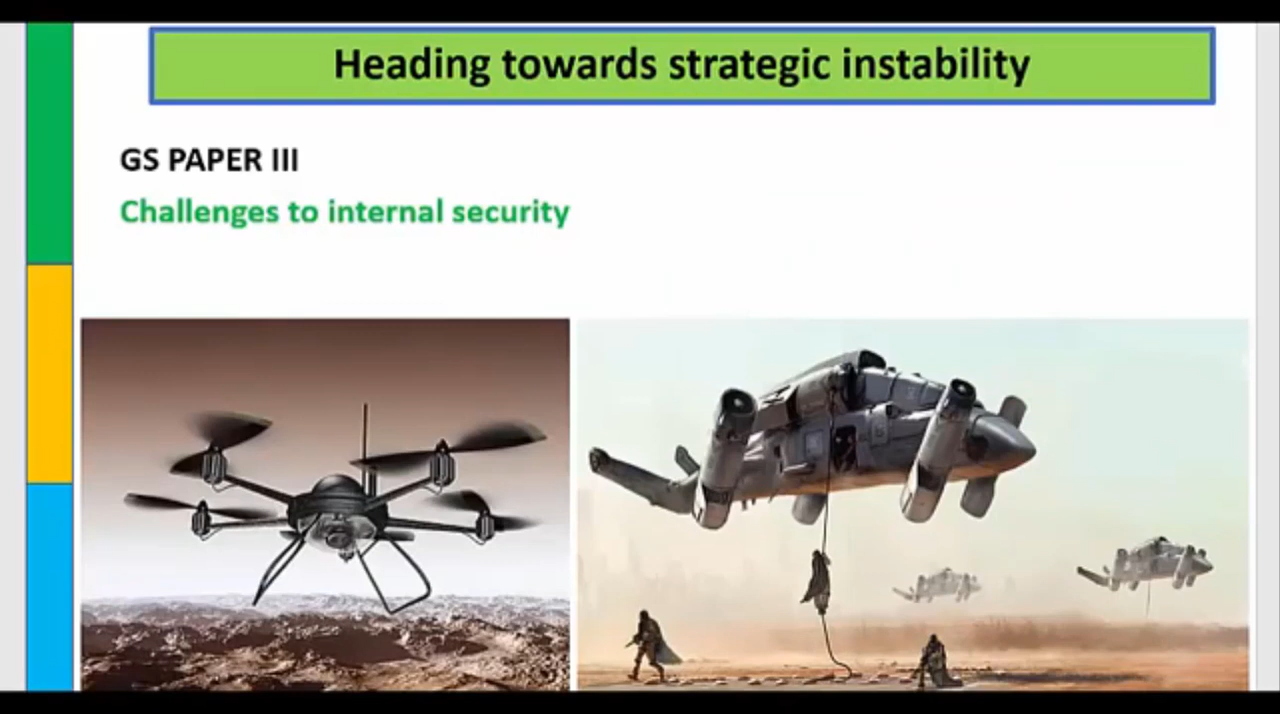 Heading towards strategic instability
GS PAPER III
Challenges to internal security